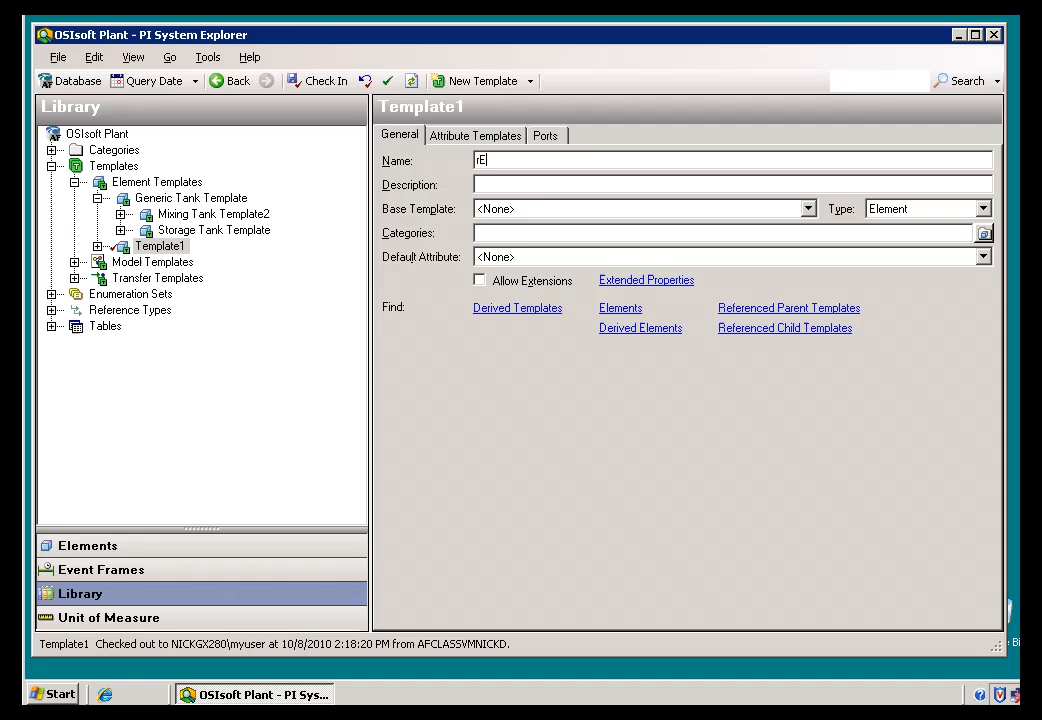 OSIsoft Plant - PI System Explorer
File Edit View Go Tools Help
Database Query Date Back Check In New Template Search
Library
OSIsoft Plant
Categories
Templates
Element Templates
Generic Tank Template
Mixing Tank Template2
Storage Tank Template
Template1
Model Templates
Transfer Templates
Enumeration Sets
Reference Types
Tables
Elements
Event Frames
Library
Unit of Measure
Template1
General Attribute Templates Ports
Name: rE
Description:
Base Template: <None> Type: Element
Categories:
Default Attribute: <None>
Allow Extensions Extended Properties
Find: Derived Templates Elements Referenced Parent Templates
Derived Elements Referenced Child Templates
Template1 Checked out to NICKGX280\myuser at 10/8/2010 2:18:20 PM from AFCLASSVMNICKD.
Bi
Start OSIsoft Plant - PI Sys...